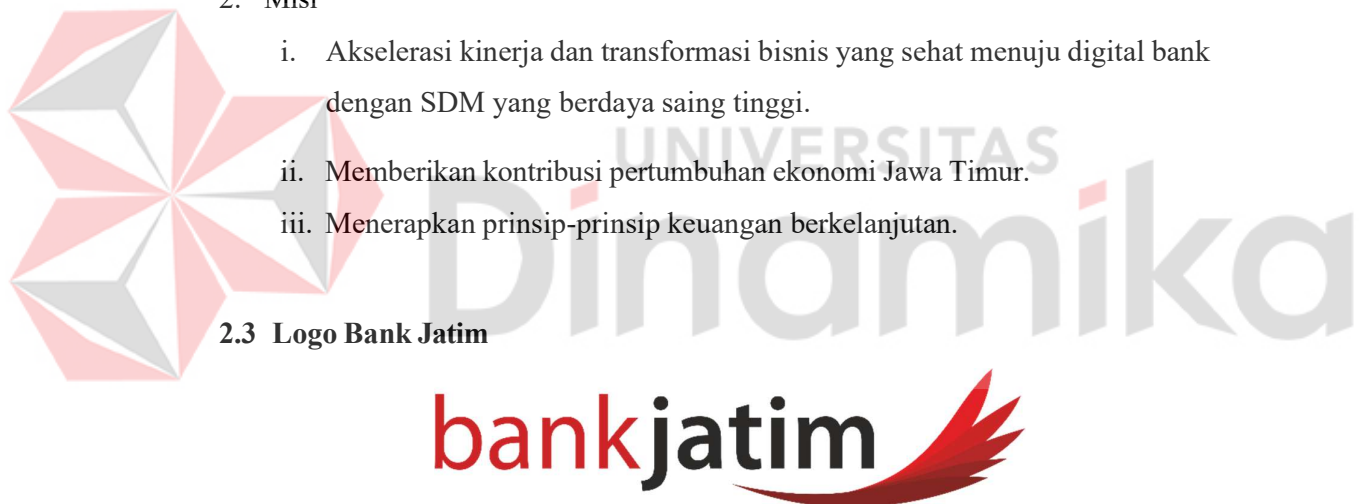 2. Misi
i. Akselerasi kinerja dan transformasi bisnis yang sehat menuju digital bank
dengan SDM yang berdaya saing tinggi.
UNIVERSITAS
Dinamika
ii. Memberikan kontribusi pertumbuhan ekonomi Jawa Timur.
iii. Menerapkan prinsip-prinsip keuangan berkelanjutan.
2.3 Logo Bank Jatim
bankjatim